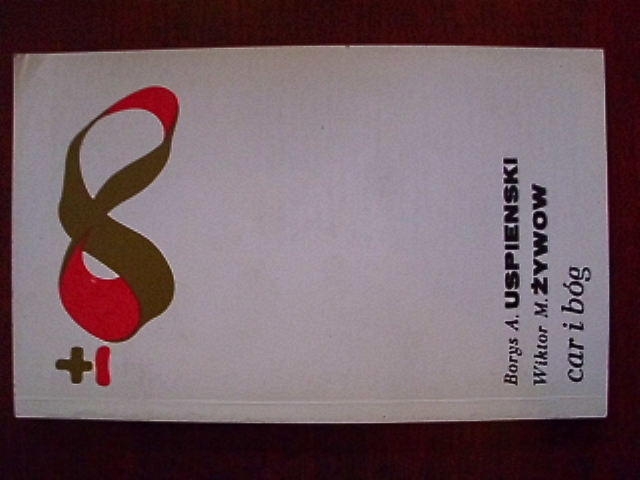 Borys A. USPIENSKI
Wiktor M. ŻYWOW
car i bóg